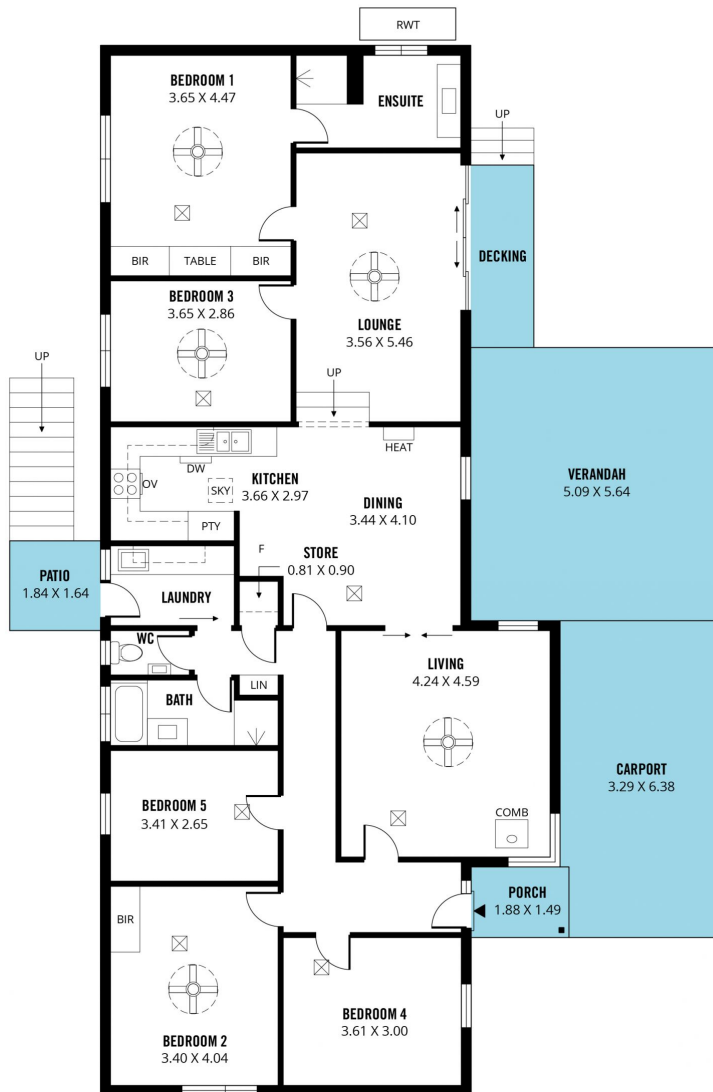 RWT
BEDROOM 1
3.65 X 4.47
ENSUITE
UP
BIR
TABLE
BIR
DECKING
BEDROOM 3
3.65 X 2.86
LOUNGE
3.56 X 5.46
UP
UP
HEAT
DW
OV
KITCHEN
3.66 X 2.97
SKY
PTY
DINING
3.44 X 4.10
VERANDAH
5.09 X 5.64
F
STORE
0.81 X 0.90
PATIO
1.84 X 1.64
LAUNDRY
WC
LIN
BATH
LIVING
4.24 X 4.59
CARPORT
3.29 X 6.38
BEDROOM 5
3.41 X 2.65
COMB
PORCH
1.88 X 1.49
BIR
BEDROOM 4
3.61 X 3.00
BEDROOM 2
3.40 X 4.04